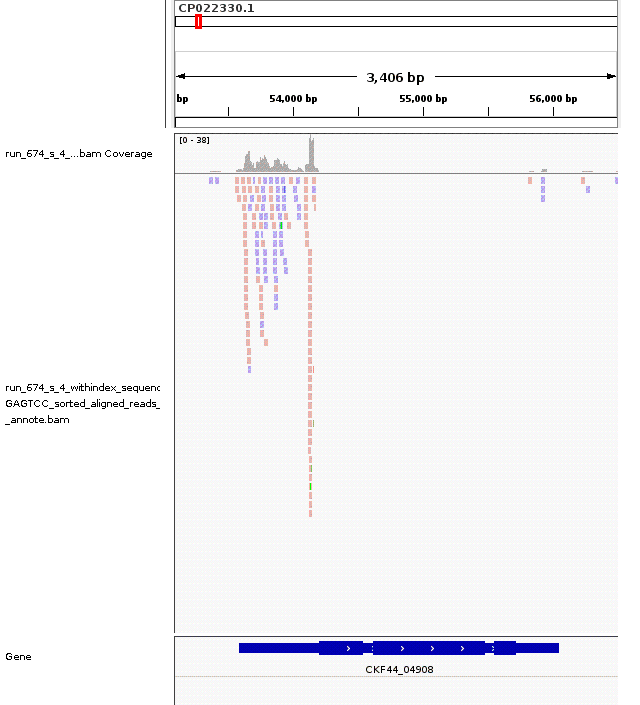 CP022330.1
3,406 bp
bp 54,000 bp 55,000 bp 56,000 bp
[0 - 38]
run_674_s_4_...bam Coverage
run_674_s_4_withindex_sequenc
GAGTCC_sorted_aligned_reads_
_annote.bam
Gene
CKF44_04908